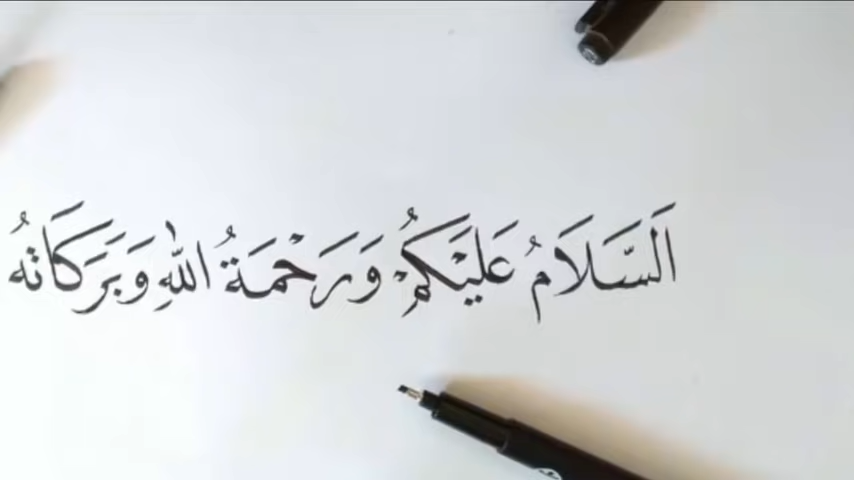 اَلسَّلَامُ عَلَيْكُمْ وَرَحْمَةُ اللّٰهِ وَبَرَكَاتُهُ